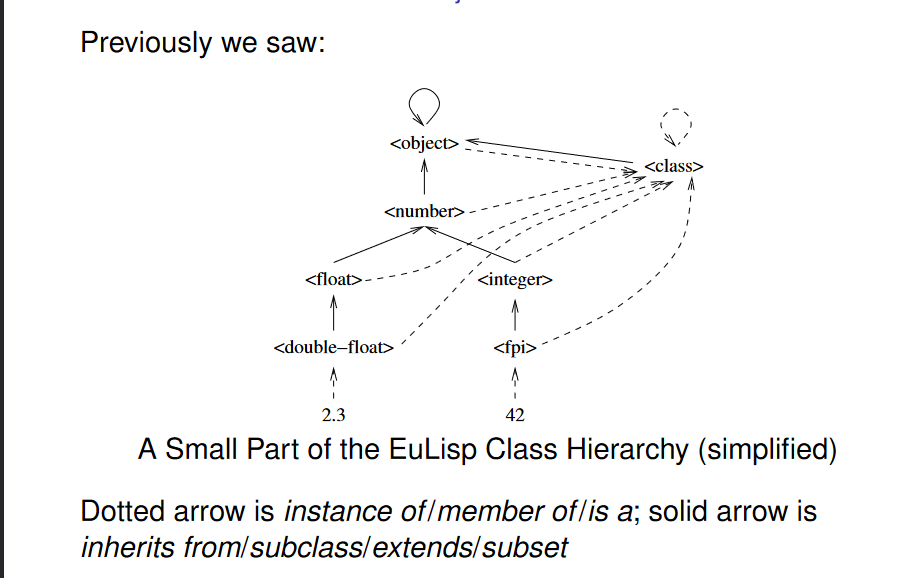 Previously we saw:
<object>
<class>
<number>
<float> <integer>
<double–float> <fpi>
2.3 42
A Small Part of the EuLisp Class Hierarchy (simplified)
Dotted arrow is instance of/member of/is a; solid arrow is
inherits from/subclass/extends/subset